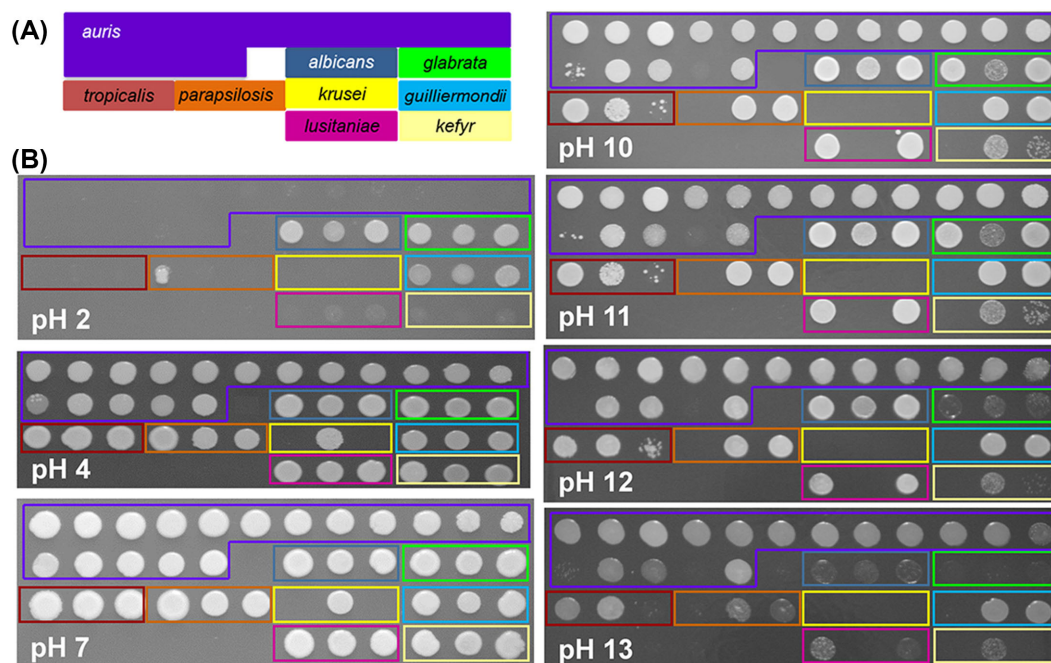 (A)
auris
albicans glabrata
tropicalis parapsilosis krusei guilliermondii
lusitaniae kefyr
(B)
pH 2
pH 4
pH 7
pH 10
pH 11
pH 12
pH 13